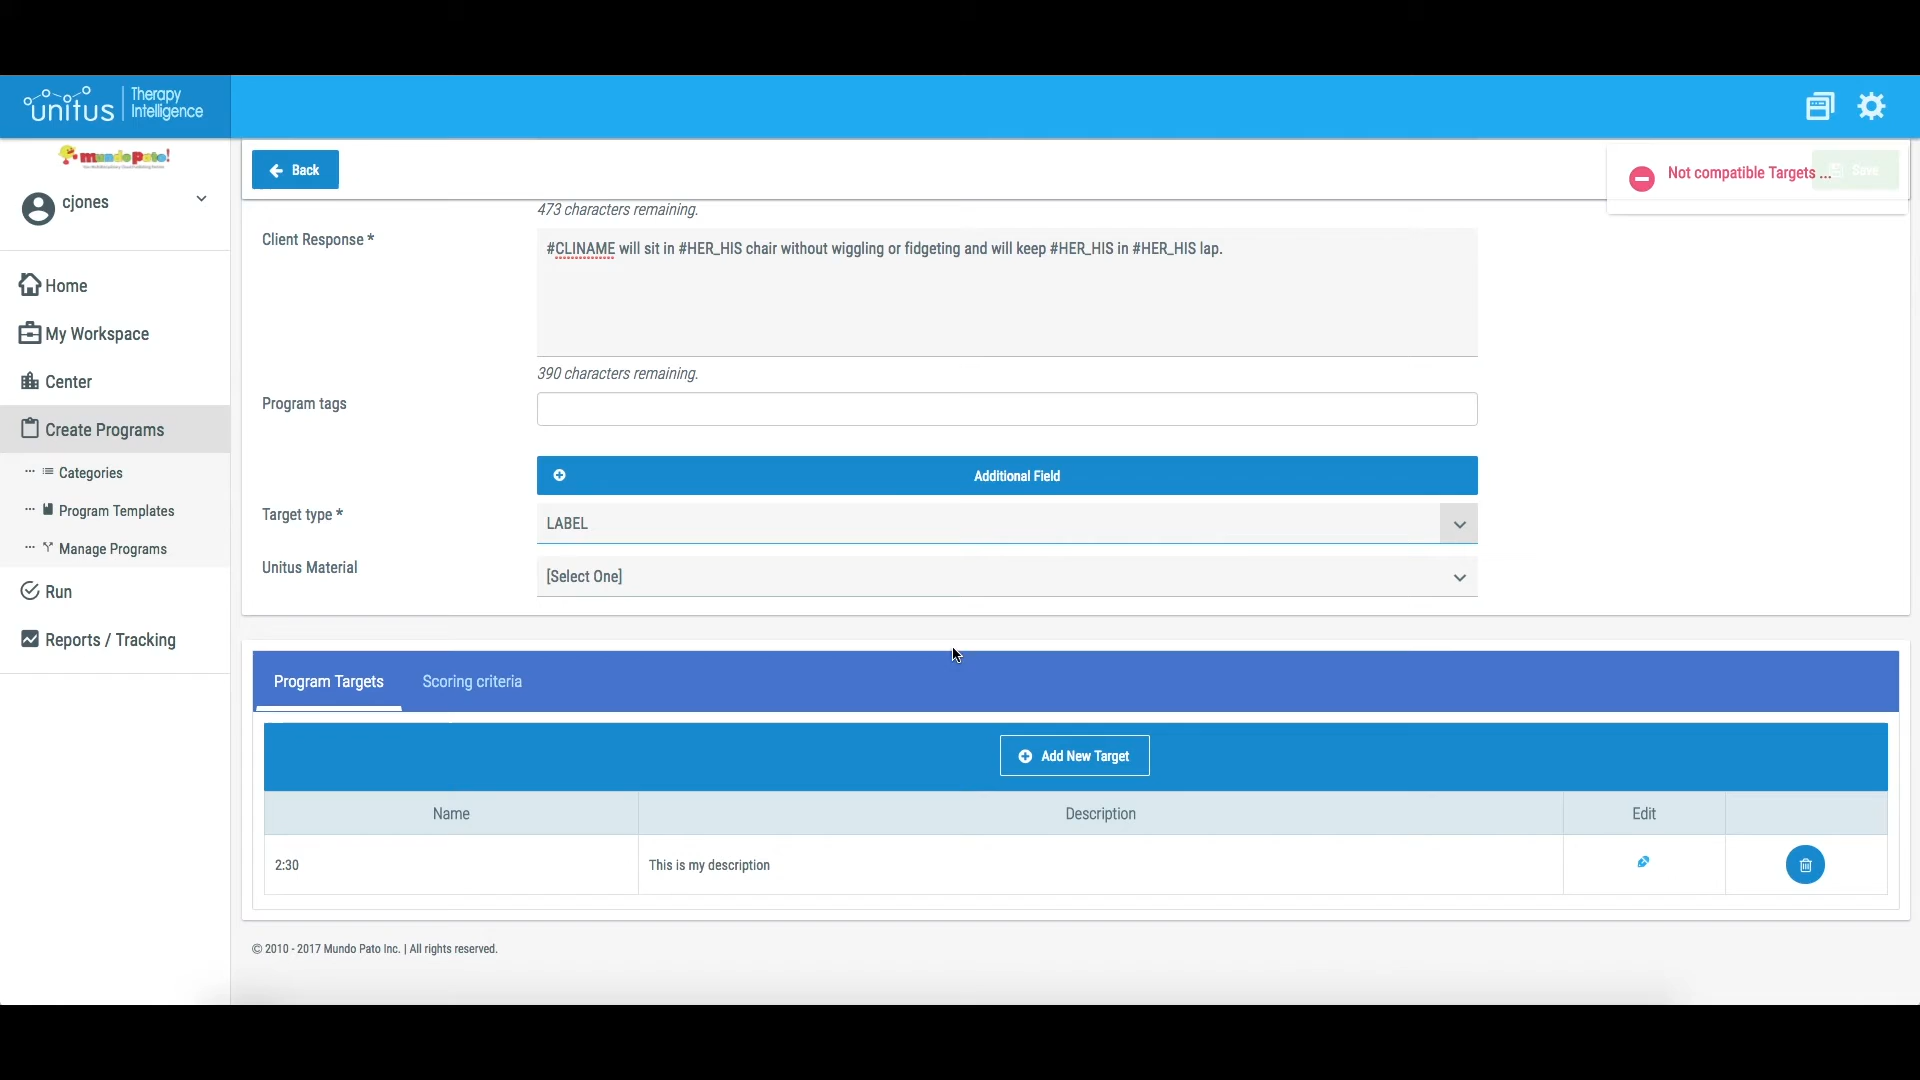 unitus Therapy Intelligence
mundo pato!
cjones
Home
My Workspace
Center
Create Programs
Categories
Program Templates
Manage Programs
Run
Reports / Tracking
Back
Not compatible Targets ...
Save
473 characters remaining.
Client Response *
#CLINAME will sit in #HER_HIS chair without wiggling or fidgeting and will keep #HER_HIS in #HER_HIS lap.
390 characters remaining.
Program tags
Additional Field
Target type *
LABEL
Unitus Material
[Select One]
Program Targets Scoring criteria
Add New Target
Name Description Edit
2:30 This is my description
© 2010 - 2017 Mundo Pato Inc. | All rights reserved.